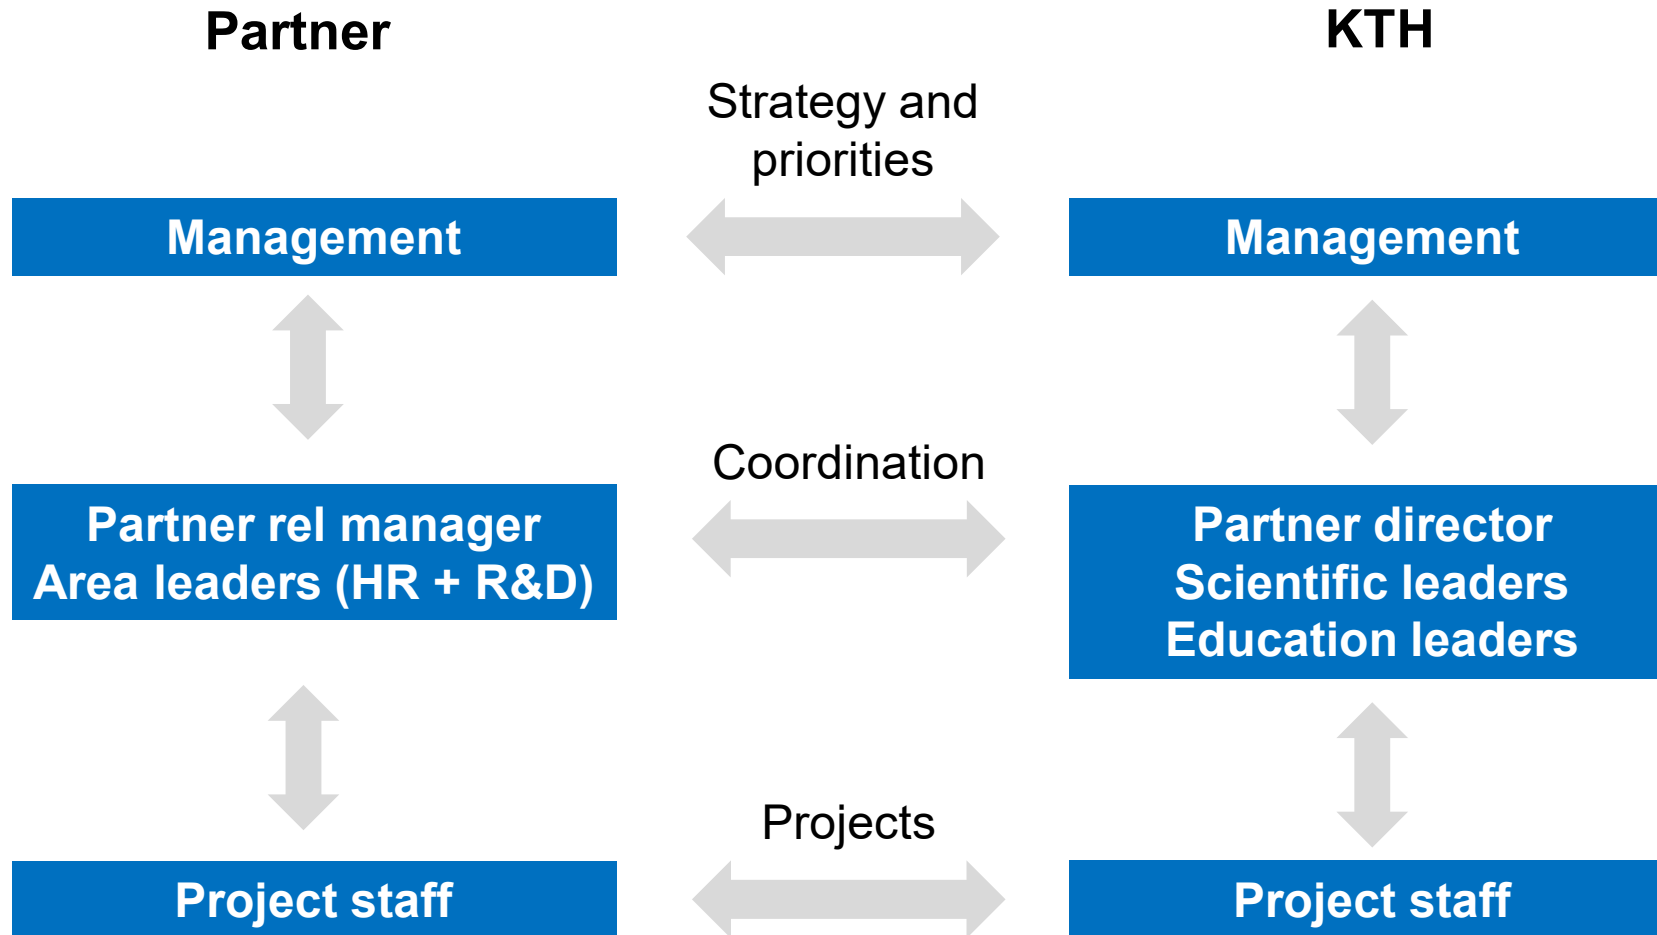 Partner
KTH
Strategy and
priorities
Management
Management
Coordination
Partner rel manager
Area leaders (HR + R&D)
Partner director
Scientific leaders
Education leaders
Projects
Project staff
Project staff